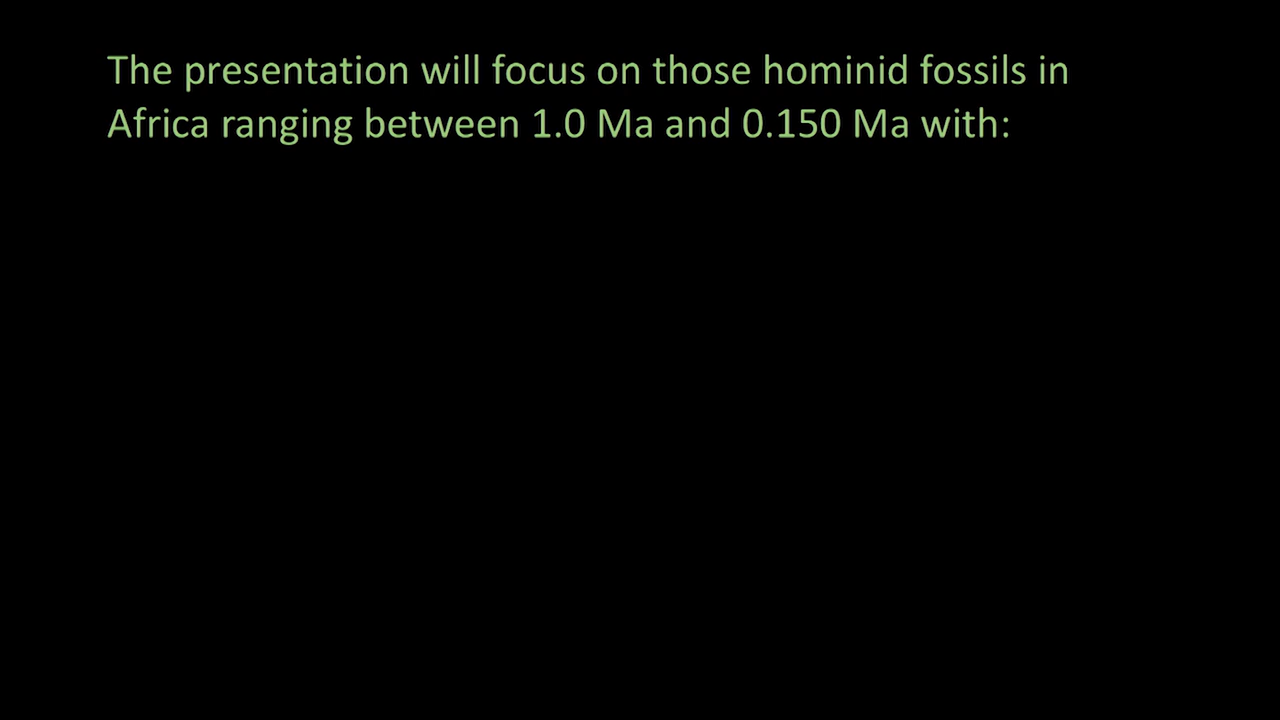 The presentation will focus on those hominid fossils in
Africa ranging between 1.0 Ma and 0.150 Ma with: